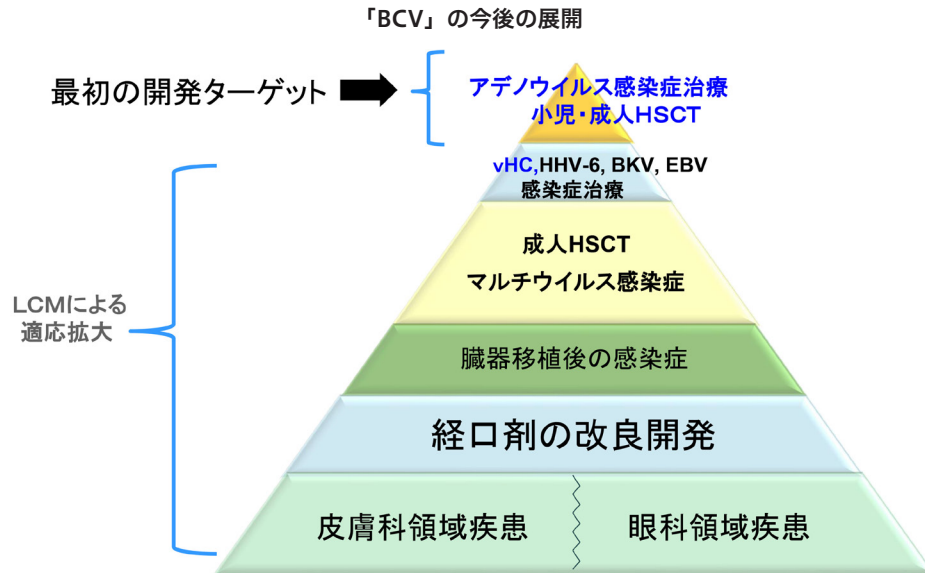 「BCV」の今後の展開
最初の開発ターゲット
アデノウイルス感染症治療
小児・成人HSCT
vHC,HHV-6, BKV, EBV
感染症治療
成人HSCT
マルチウイルス感染症
LCMによる
適応拡大
臓器移植後の感染症
経口剤の改良開発
皮膚科領域疾患
眼科領域疾患